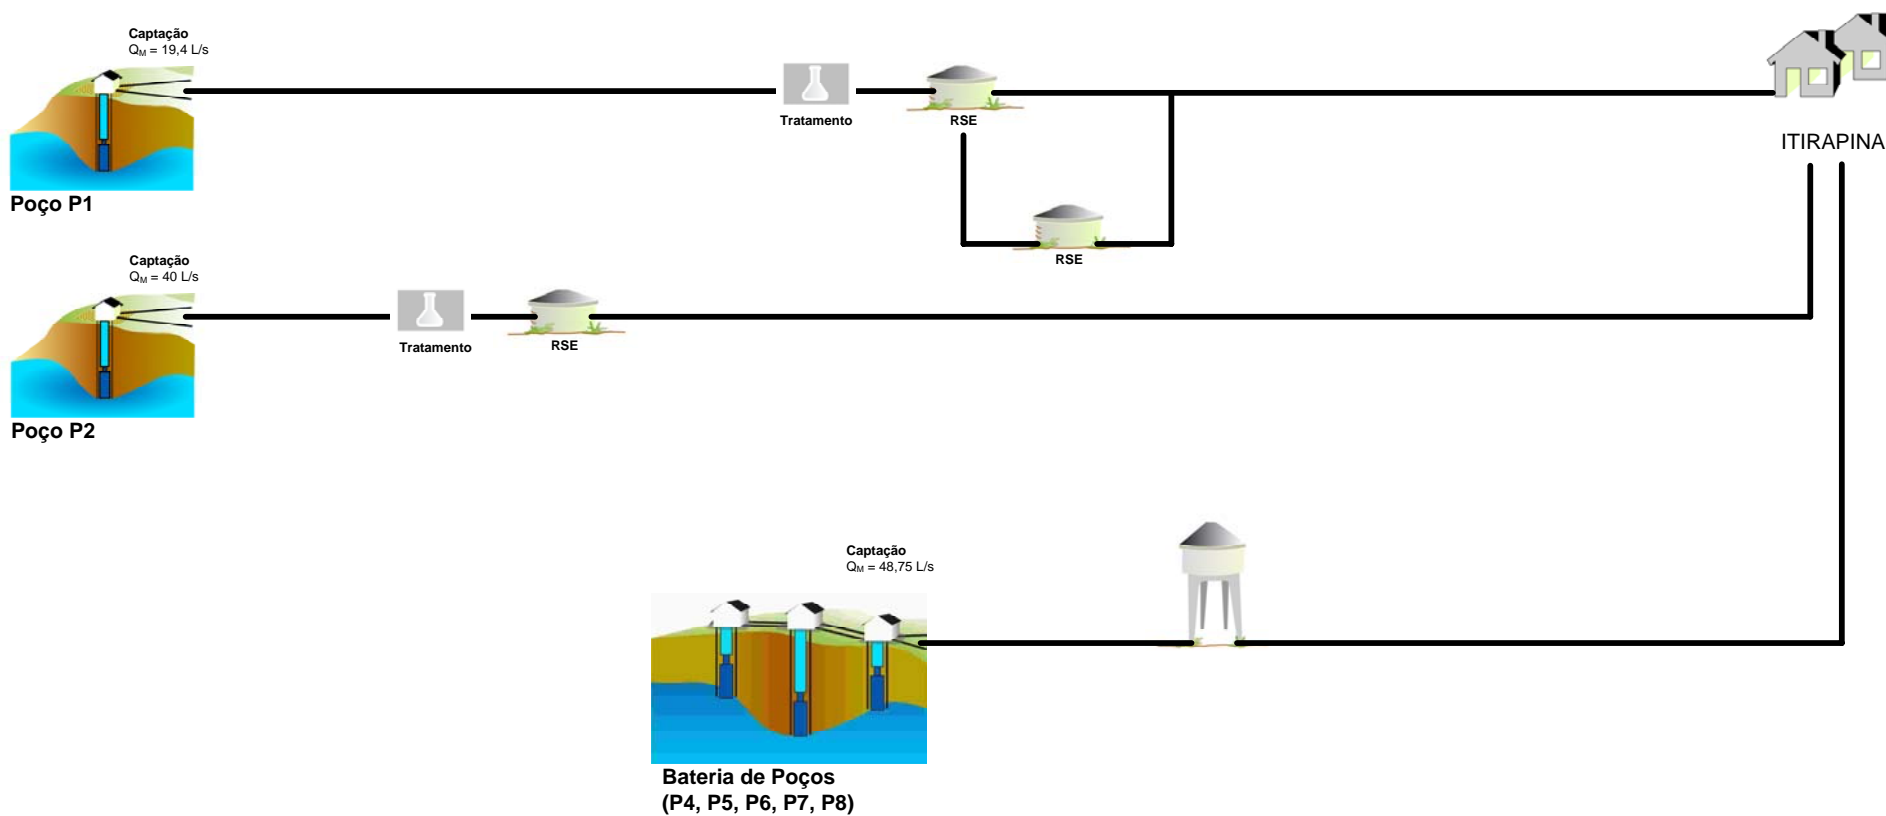 Captação
QM = 19,4 L/s
Tratamento
RSE
ITIRAPINA
Poço P1
RSE
Captação
QM = 40 L/s
Tratamento
RSE
Poço P2
Captação
QM = 48,75 L/s
Bateria de Poços
(P4, P5, P6, P7, P8)